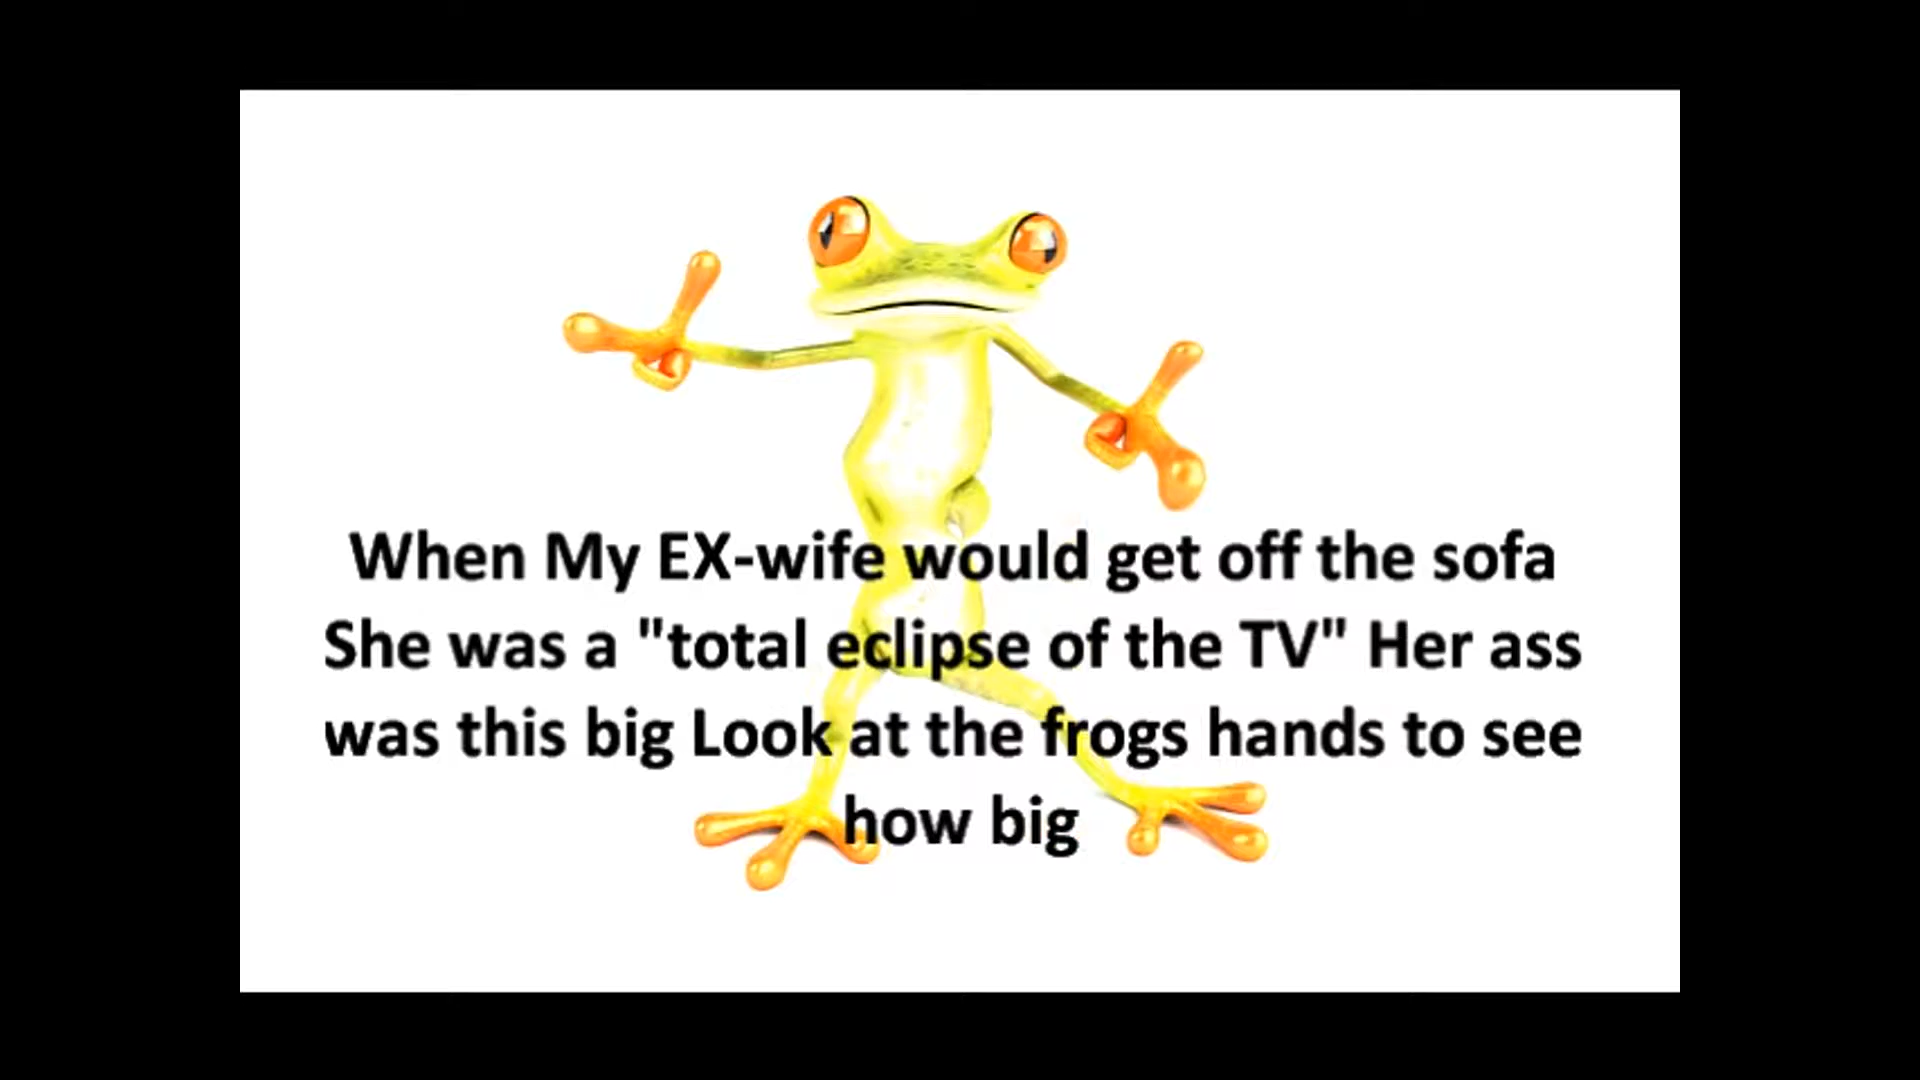 When My EX-wife would get off the sofa
She was a "total eclipse of the TV" Her ass
was this big Look at the frogs hands to see
how big